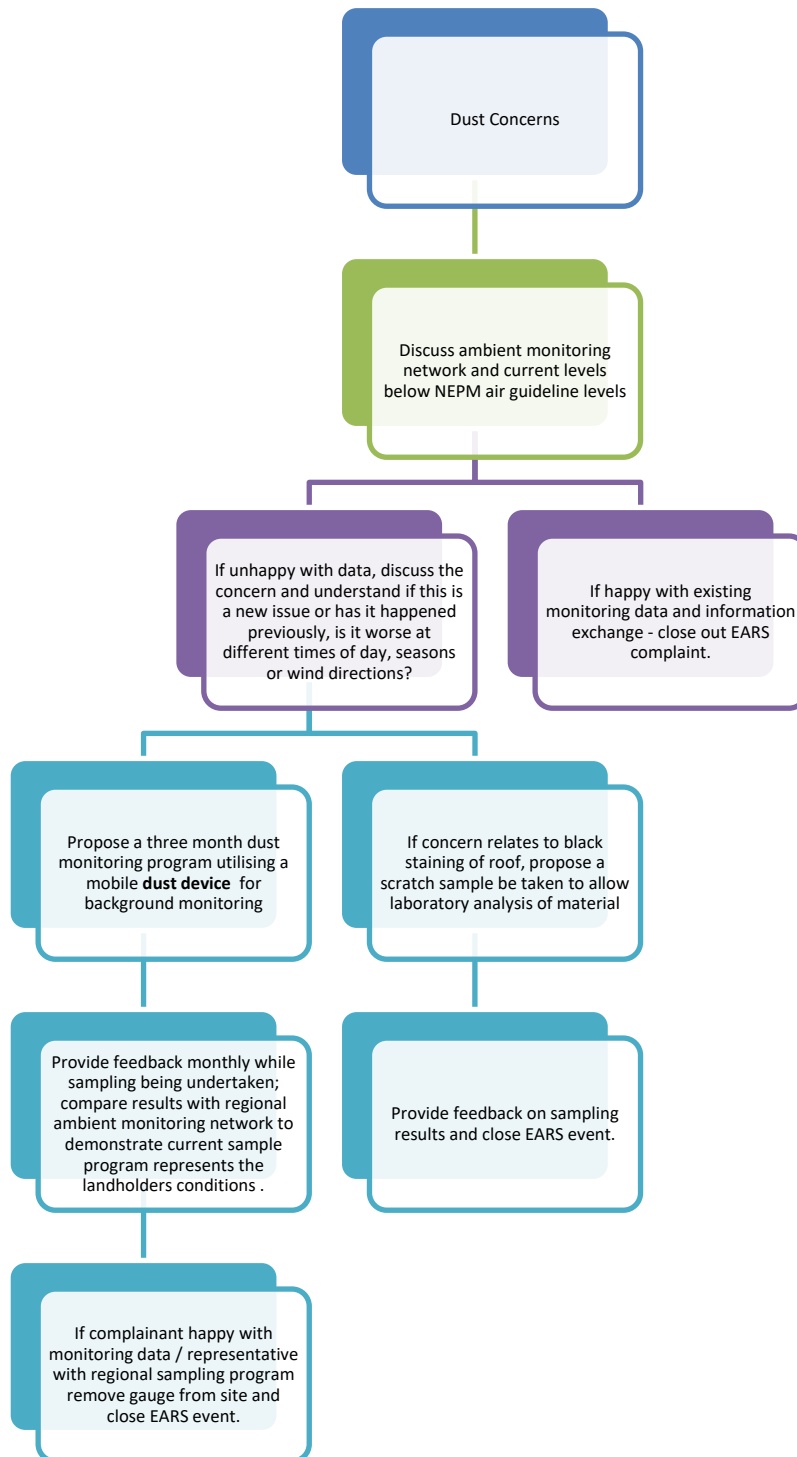 Dust Concerns
Discuss ambient monitoring
network and current levels
below NEPM air guideline levels
If unhappy with data, discuss the
concern and understand if this is
a new issue or has it happened
previously, is it worse at
different times of day, seasons
or wind directions?
If happy with existing
monitoring data and information
exchange - close out EARS
complaint.
Propose a three month dust
monitoring program utilising a
mobile dust device for
background monitoring
If concern relates to black
staining of roof, propose a
scratch sample be taken to allow
laboratory analysis of material
Provide feedback monthly while
sampling being undertaken;
compare results with regional
ambient monitoring network to
demonstrate current sample
program represents the
landholders conditions .
Provide feedback on sampling
results and close EARS event.
If complainant happy with
monitoring data / representative
with regional sampling program
remove gauge from site and
close EARS event.